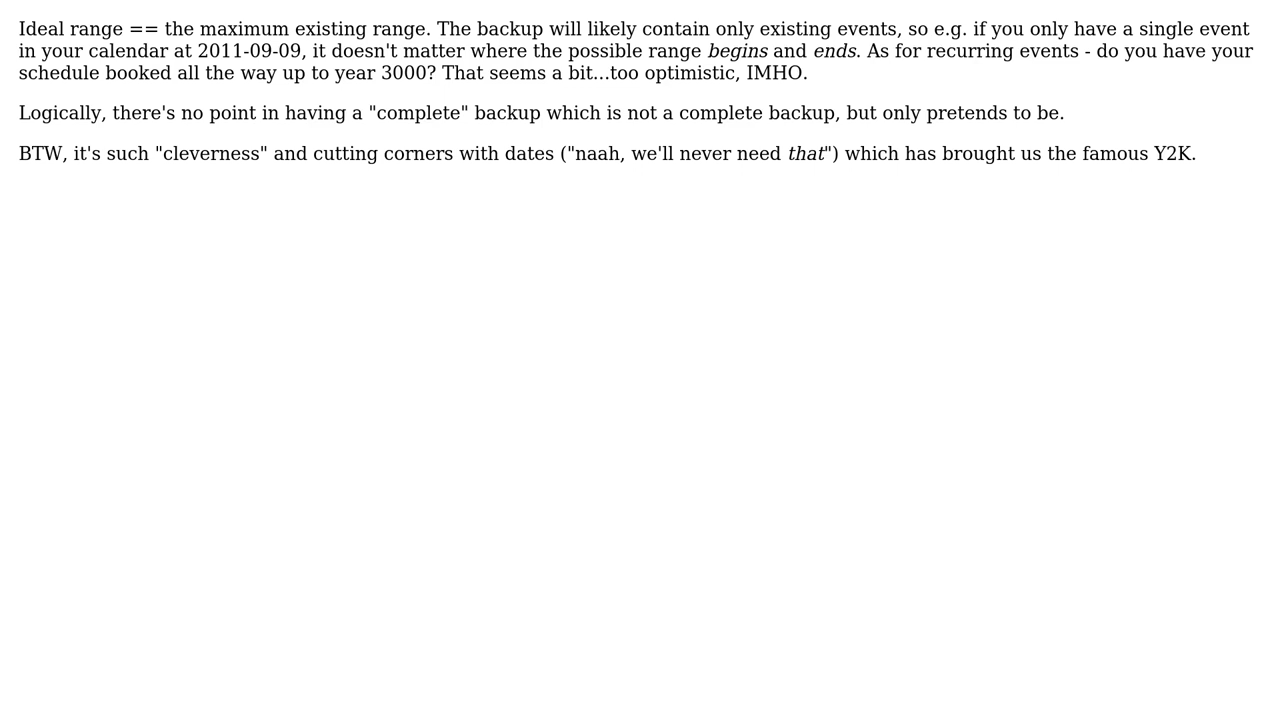 Ideal range == the maximum existing range. The backup will likely contain only existing events, so e.g. if you only have a single event
in your calendar at 2011-09-09, it doesn't matter where the possible range begins and ends. As for recurring events - do you have your
schedule booked all the way up to year 3000? That seems a bit...too optimistic, IMHO.
Logically, there's no point in having a "complete" backup which is not a complete backup, but only pretends to be.
BTW, it's such "cleverness" and cutting corners with dates ("naah, we'll never need that") which has brought us the famous Y2K.